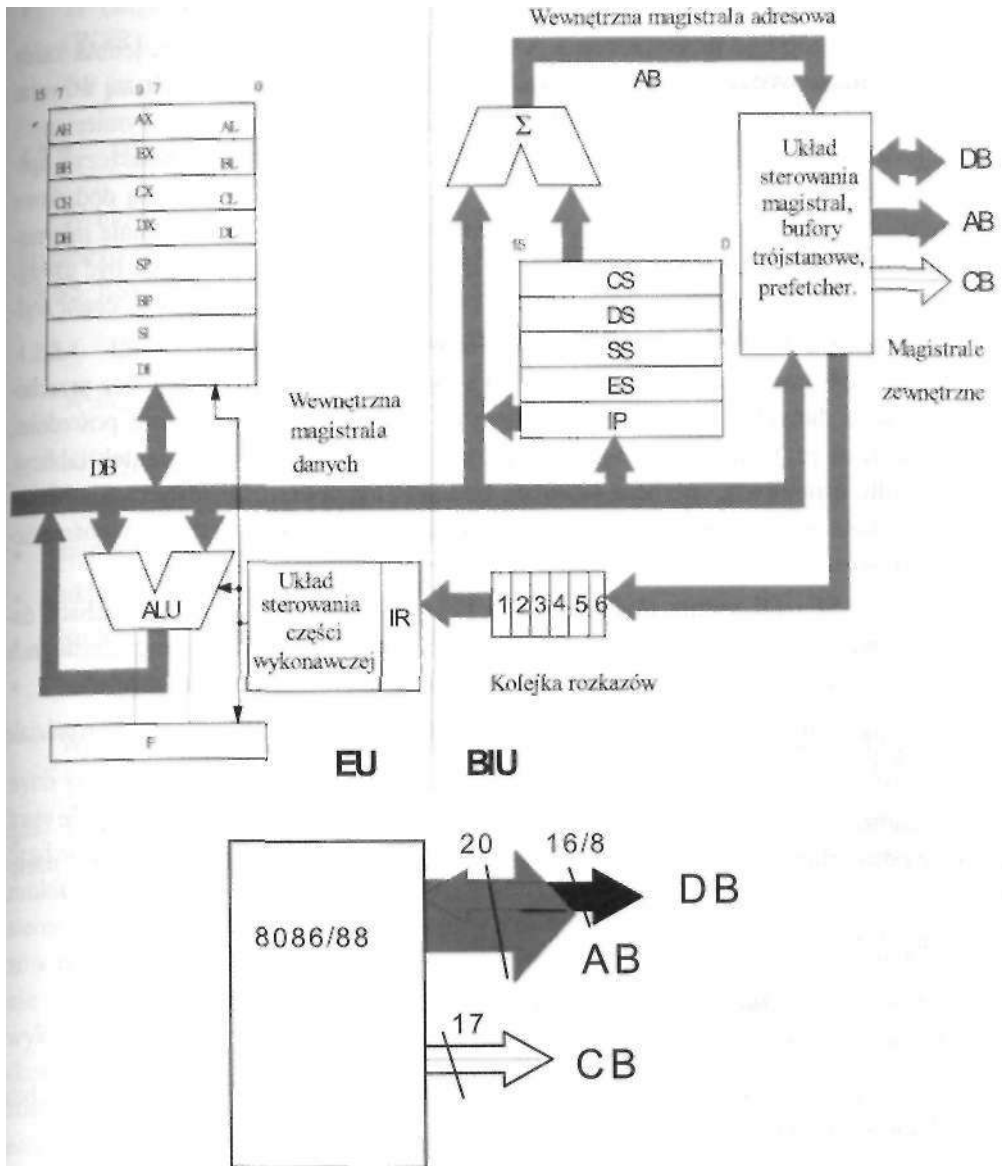 Wewnętrzna magistrala adresowa
AB
15 7 0 7 0
AH AX AL
BH BX BL
CH CX CL
DH DX DL
SP
BP
SI
DI
Σ
Układ
sterowania
magistral,
bufory
trójstanowe,
prefetcher.
DB
AB
CB
Magistrale
zewnętrzne
15 0
CS
DS
SS
ES
IP
Wewnętrzna
magistrala
danych
DB
ALU
Układ
sterowania
części
wykonawczej
IR
1 2 3 4 5 6
Kolejka rozkazów
F
EU BIU
8086/88
20 16/8
DB
AB
17
CB